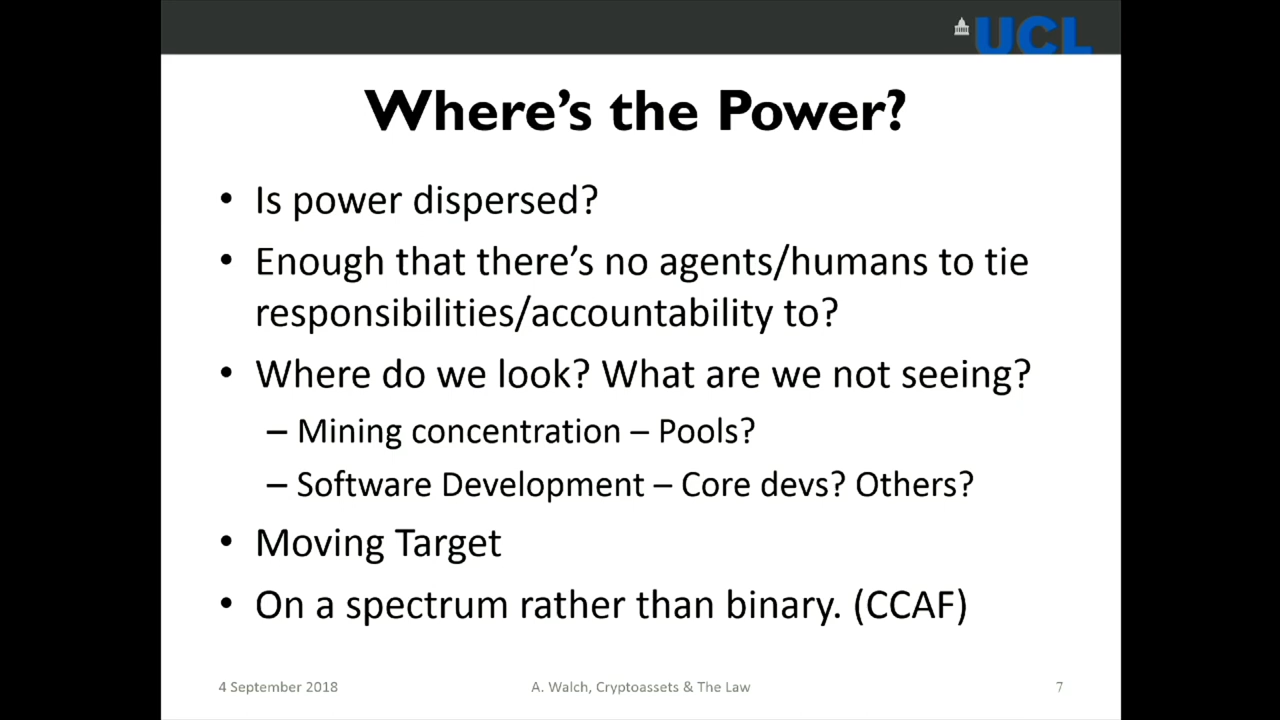 UCL
Where's the Power?
• Is power dispersed?
• Enough that there's no agents/humans to tie
responsibilities/accountability to?
• Where do we look? What are we not seeing?
– Mining concentration – Pools?
– Software Development – Core devs? Others?
• Moving Target
• On a spectrum rather than binary. (CCAF)
4 September 2018
A. Walch, Cryptoassets & The Law
7